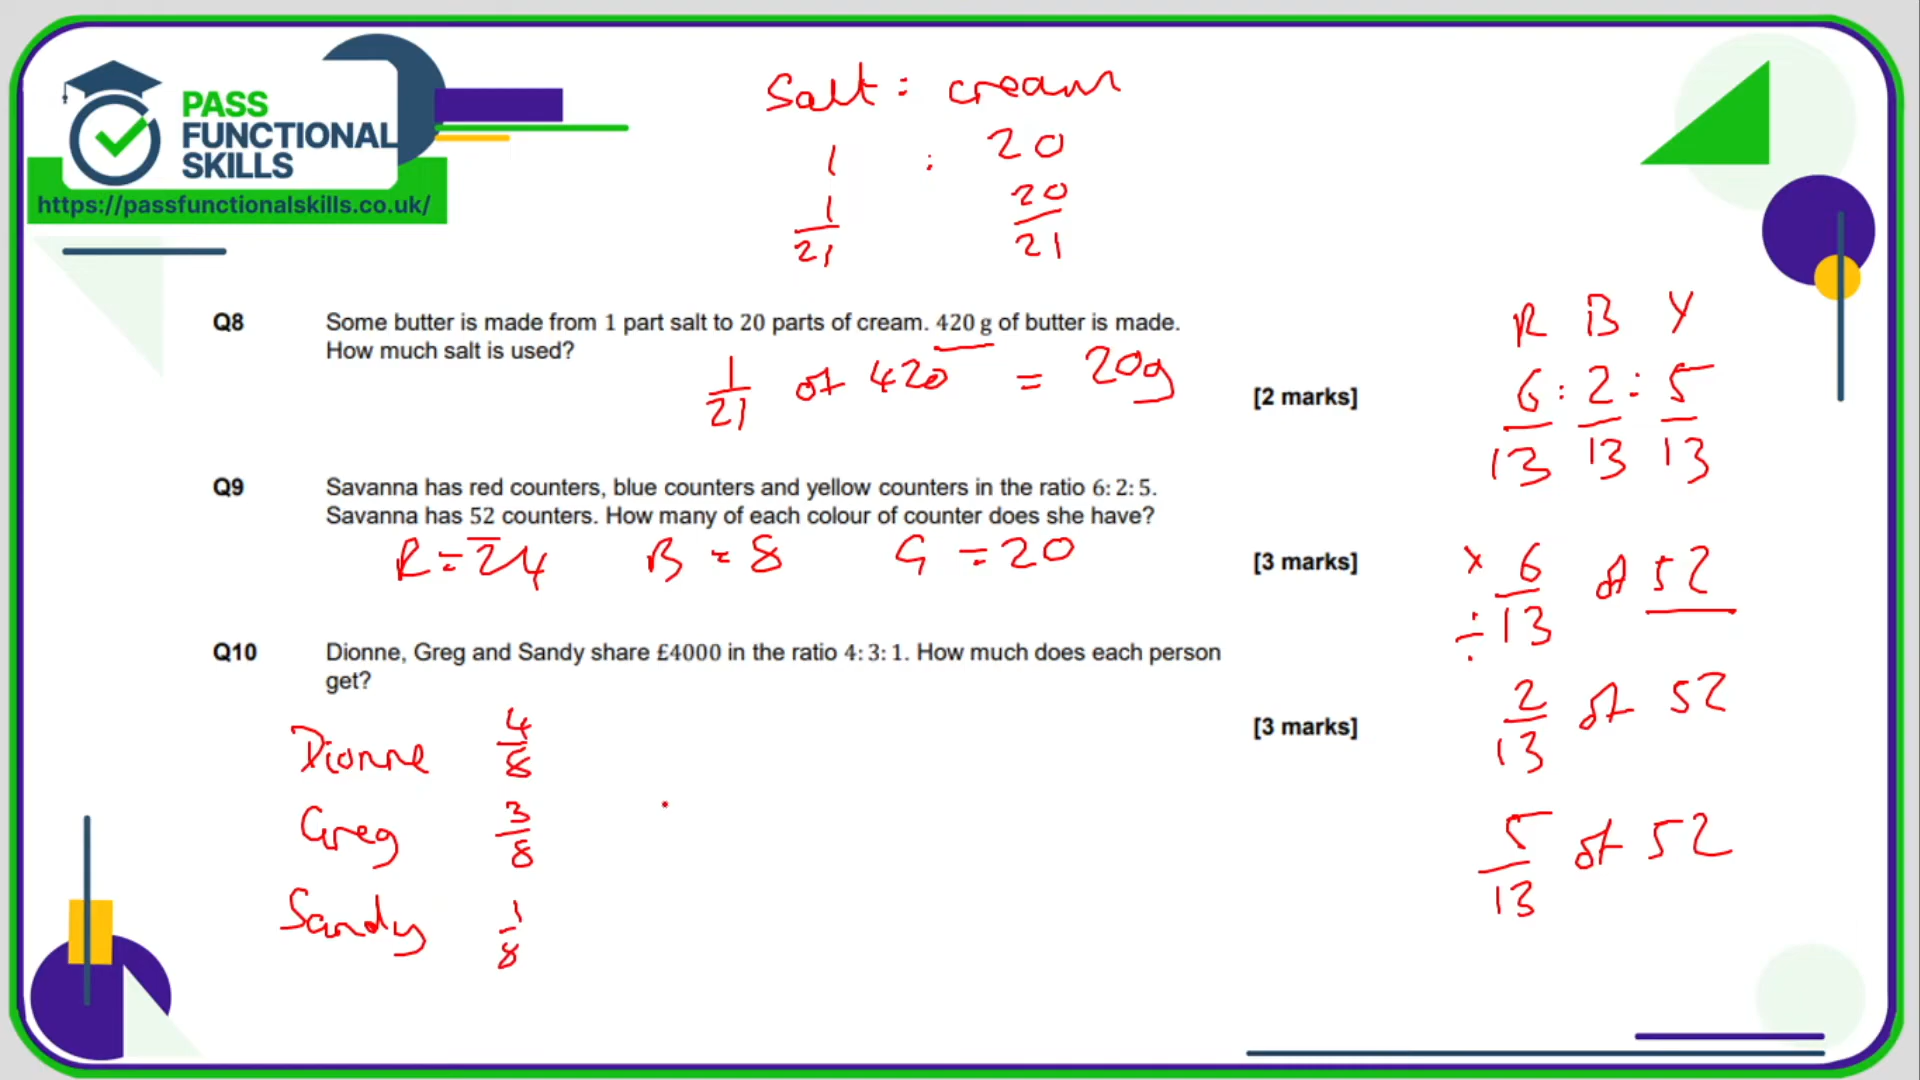 PASS
FUNCTIONAL
SKILLS
https://passfunctionalskills.co.uk/
Salt : cream
1 : 20
1/21 20/21
Q8 Some butter is made from 1 part salt to 20 parts of cream. 420 g of butter is made.
How much salt is used?
1/21 of 420 = 20g
[2 marks]
R B Y
6 : 2 : 5
13 13 13
Q9 Savanna has red counters, blue counters and yellow counters in the ratio 6: 2: 5.
Savanna has 52 counters. How many of each colour of counter does she have?
R = 24 B = 8 G = 20
[3 marks]
× 6 of 52
÷ 13
2/13 of 52
5/13 of 52
Q10 Dionne, Greg and Sandy share £4000 in the ratio 4: 3: 1. How much does each person
get?
[3 marks]
Dionne 4/8
Greg 3/8
Sandy 1/8